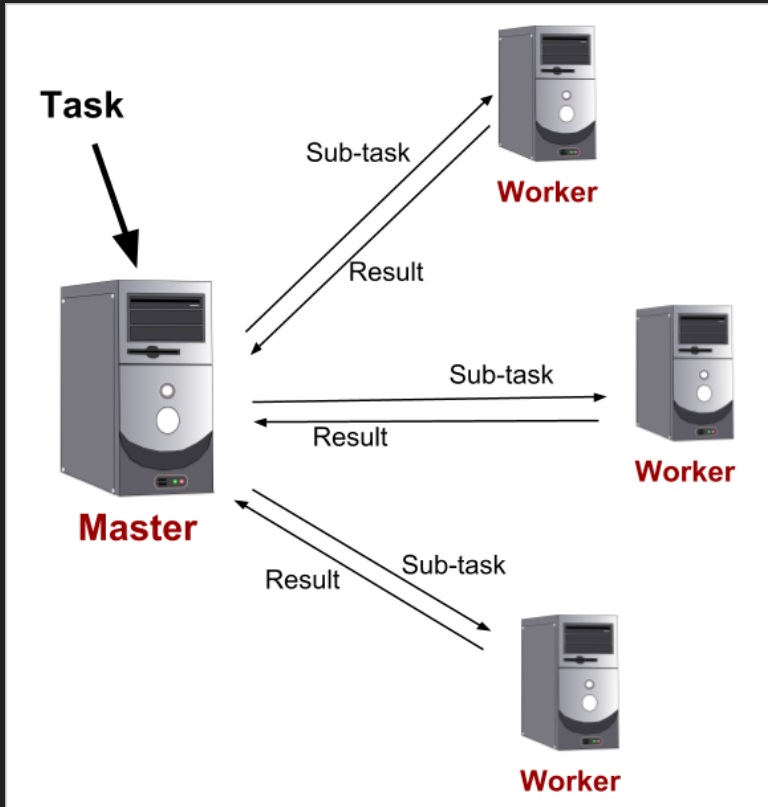 Task
Sub-task
Worker
Result
Sub-task
Result
Worker
Master
Sub-task
Result
Worker